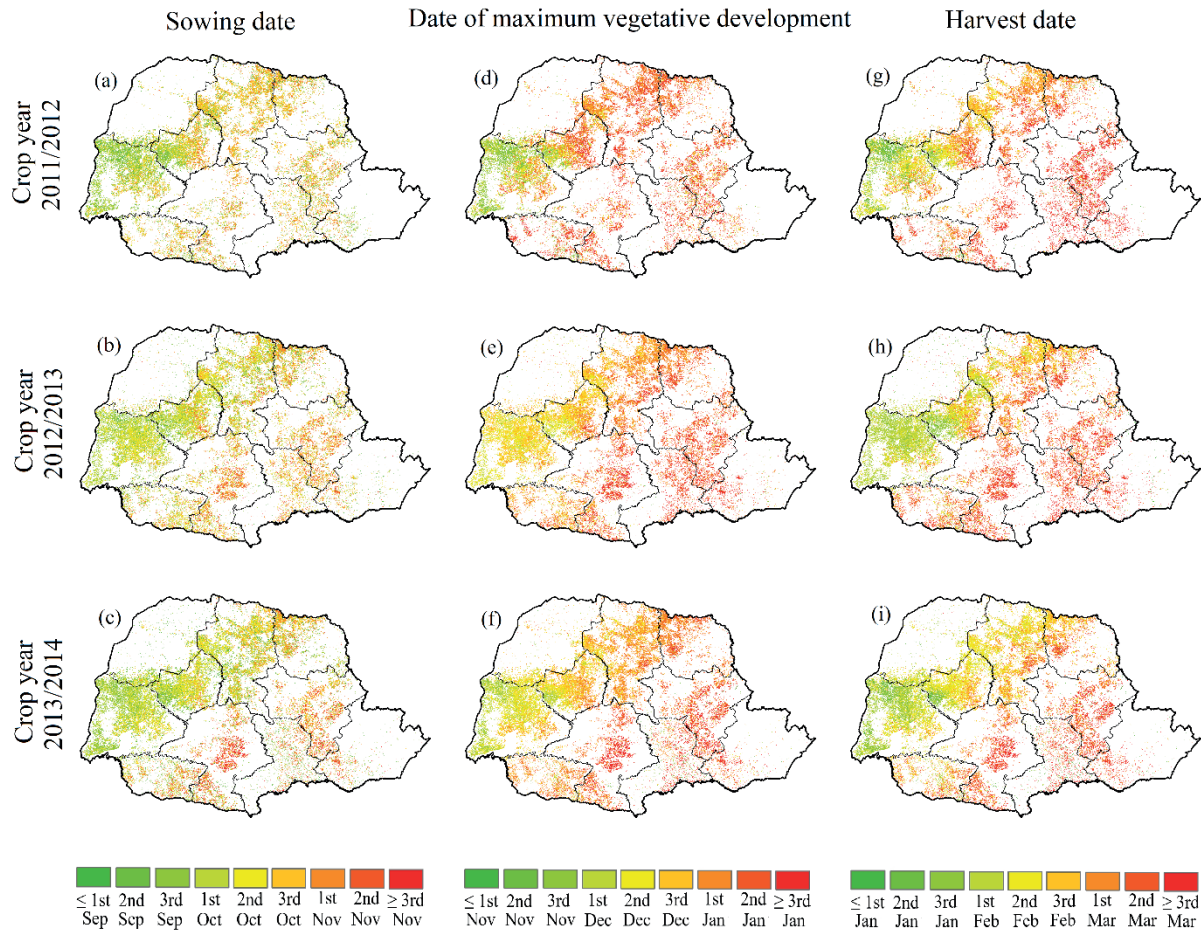 Sowing date
Date of maximum vegetative development
Harvest date
Crop year
2011/2012
(a)
(d)
(g)
Crop year
2012/2013
(b)
(e)
(h)
Crop year
2013/2014
(c)
(f)
(i)
≤ 1st 2nd 3rd 1st 2nd 3rd 1st 2nd ≥ 3rd
Sep Sep Sep Oct Oct Oct Nov Nov Nov
≤ 1st 2nd 3rd 1st 2nd 3rd 1st 2nd ≥ 3rd
Nov Nov Nov Dec Dec Dec Jan Jan Jan
≤ 1st 2nd 3rd 1st 2nd 3rd 1st 2nd ≥ 3rd
Jan Jan Jan Feb Feb Feb Mar Mar Mar